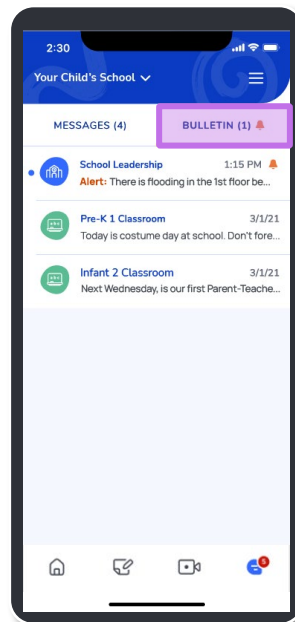 2:30
Your Child's School
MESSAGES (4)
BULLETIN (1)
School Leadership
1:15 PM
Alert: There is flooding in the 1st floor be...
Pre-K 1 Classroom
3/1/21
Today is costume day at school. Don't fore...
Infant 2 Classroom
3/1/21
Next Wednesday, is our first Parent-Teache...
5